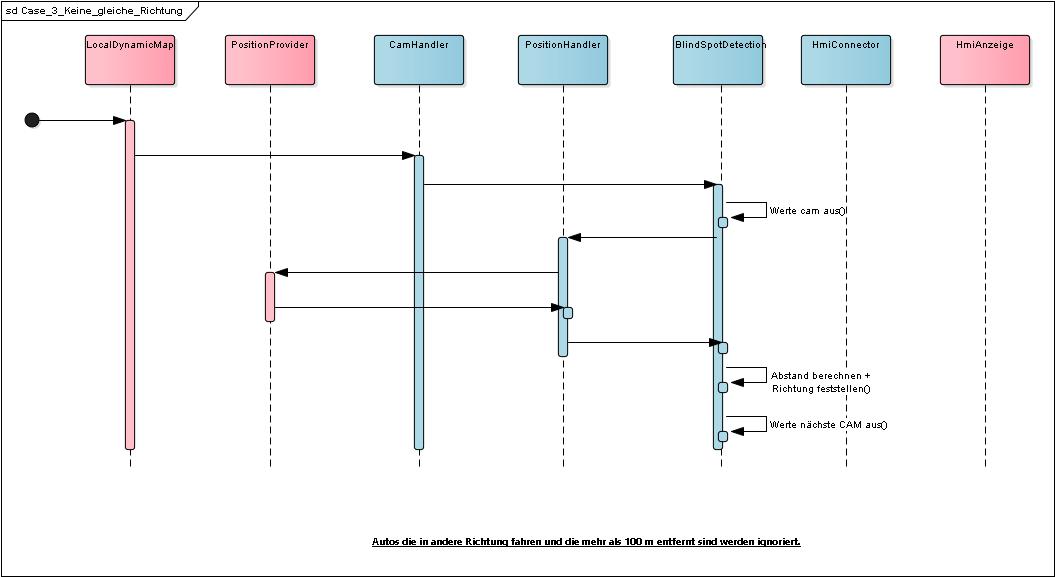 sd Case_3_Keine_gleiche_Richtung
LocalDynamicMap
PositionProvider
CamHandler
PositionHandler
BlindSpotDetection
HmiConnector
HmiAnzeige
Werte cam aus()
Abstand berechnen +
Richtung feststellen()
Werte nächste CAM aus()
Autos die in andere Richtung fahren und die mehr als 100 m entfernt sind werden ignoriert.